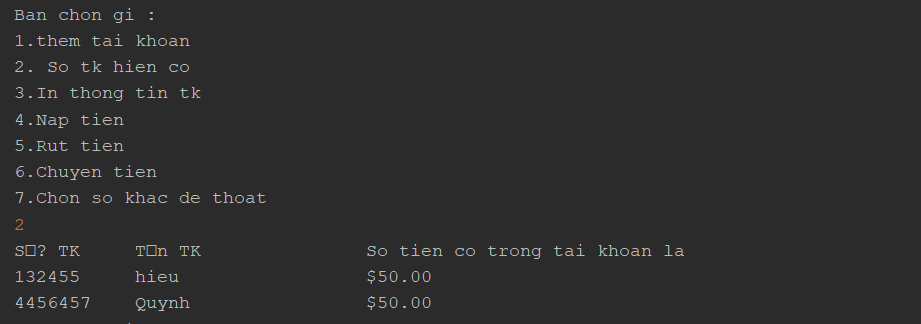 Ban chon gi :
1.them tai khoan
2. So tk hien co
3.In thong tin tk
4.Nap tien
5.Rut tien
6.Chuyen tien
7.Chon so khac de thoat
2
S□? TK T□n TK So tien co trong tai khoan la
132455 hieu $50.00
4456457 Quynh $50.00